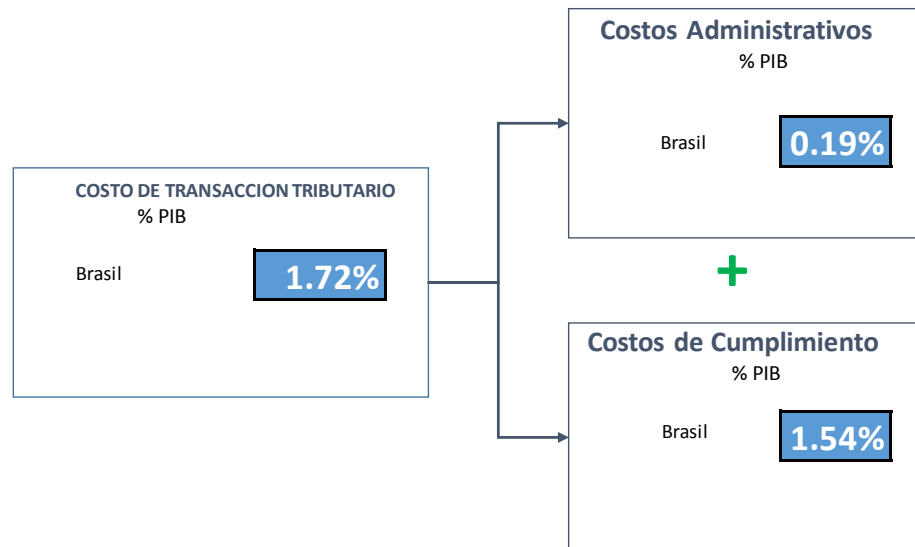 COSTO DE TRANSACCION TRIBUTARIO
% PIB
Brasil 1.72%
Costos Administrativos
% PIB
Brasil 0.19%
+
Costos de Cumplimiento
% PIB
Brasil 1.54%